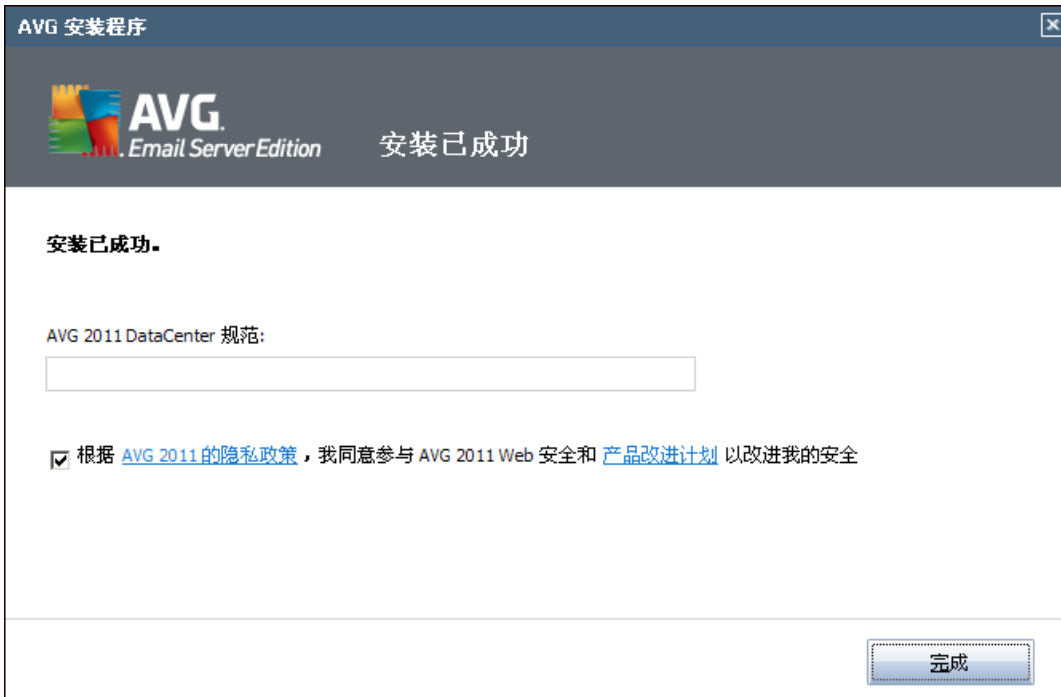 AVG 安装程序
AVG.
Email Server Edition
安装已成功
安装已成功。
AVG 2011 DataCenter 规范:
根据 AVG 2011 的隐私政策，我同意参与 AVG 2011 Web 安全和 产品改进计划 以改进我的安全
完成